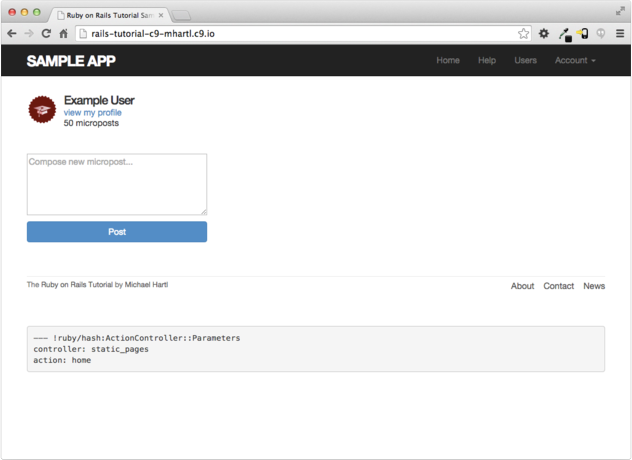 Ruby on Rails Tutorial Sam
rails-tutorial-c9-mhartl.c9.io
SAMPLE APP
Home Help Users Account
Example User
view my profile
50 microposts
Compose new micropost...
Post
The Ruby on Rails Tutorial by Michael Hartl
About Contact News
--- !ruby/hash:ActionController::Parameters
controller: static_pages
action: home